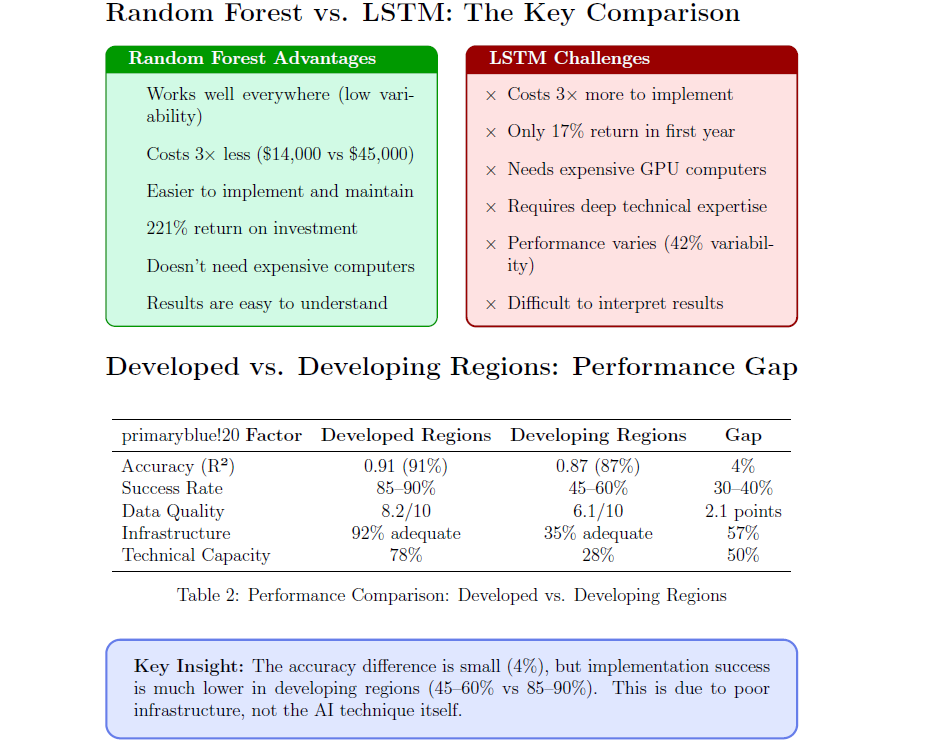 Random Forest vs. LSTM: The Key Comparison
Random Forest Advantages
Works well everywhere (low vari-
ability)
Costs 3× less ($14,000 vs $45,000)
Easier to implement and maintain
221% return on investment
Doesn't need expensive computers
Results are easy to understand
LSTM Challenges
× Costs 3× more to implement
× Only 17% return in first year
× Needs expensive GPU computers
× Requires deep technical expertise
× Performance varies (42% variabil-
ity)
× Difficult to interpret results
Developed vs. Developing Regions: Performance Gap
primaryblue!20 Factor Developed Regions Developing Regions Gap
Accuracy (R²) 0.91 (91%) 0.87 (87%) 4%
Success Rate 85–90% 45–60% 30–40%
Data Quality 8.2/10 6.1/10 2.1 points
Infrastructure 92% adequate 35% adequate 57%
Technical Capacity 78% 28% 50%
Table 2: Performance Comparison: Developed vs. Developing Regions
Key Insight: The accuracy difference is small (4%), but implementation success
is much lower in developing regions (45–60% vs 85–90%). This is due to poor
infrastructure, not the AI technique itself.